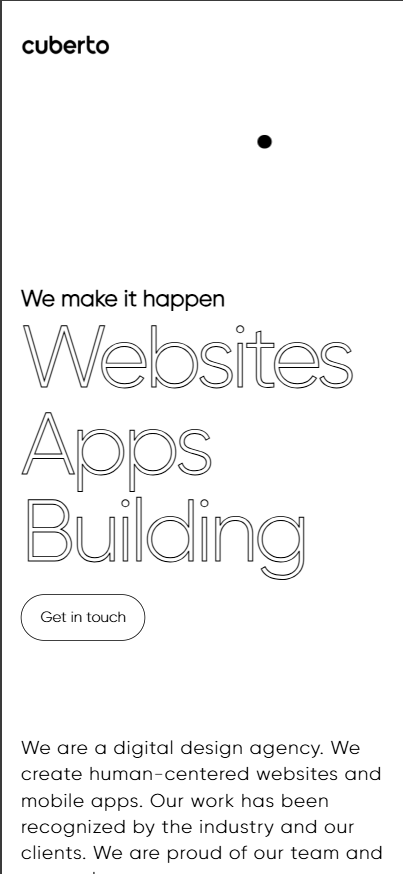 cuberto
We make it happen
Websites
Apps
Building
Get in touch
We are a digital design agency. We
create human-centered websites and
mobile apps. Our work has been
recognized by the industry and our
clients. We are proud of our team and